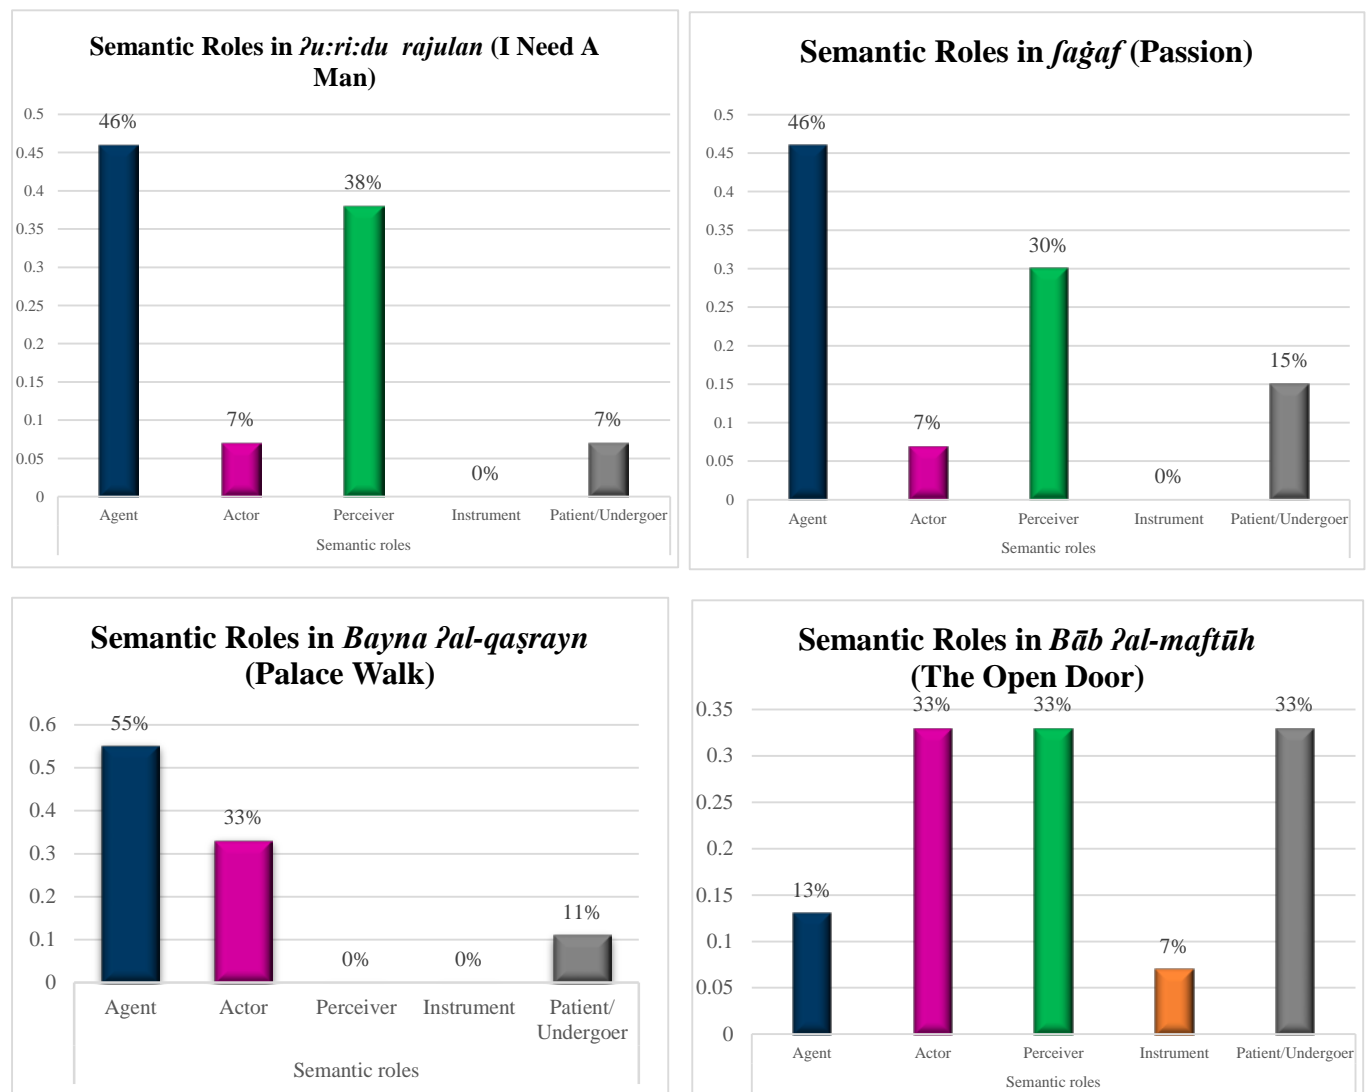 Semantic Roles in ʔu:ri:du rajulan (I Need A
Man)
0.5
0.45
0.4
0.35
0.3
0.25
0.2
0.15
0.1
0.05
0
46%
7%
38%
0%
7%
Agent
Actor
Perceiver
Instrument
Patient/Undergoer
Semantic roles
Semantic Roles in ʃaġaf (Passion)
0.5
0.45
0.4
0.35
0.3
0.25
0.2
0.15
0.1
0.05
0
46%
7%
30%
0%
15%
Agent
Actor
Perceiver
Instrument
Patient/Undergoer
Semantic roles
Semantic Roles in Bayna ʔal-qaṣrayn
(Palace Walk)
0.6
0.5
0.4
0.3
0.2
0.1
0
55%
33%
0%
0%
11%
Agent
Actor
Perceiver
Instrument
Patient/
Undergoer
Semantic roles
Semantic Roles in Bāb ʔal-maftūh
(The Open Door)
0.35
0.3
0.25
0.2
0.15
0.1
0.05
0
13%
33%
33%
7%
33%
Agent
Actor
Perceiver
Instrument
Patient/Undergoer
Semantic roles